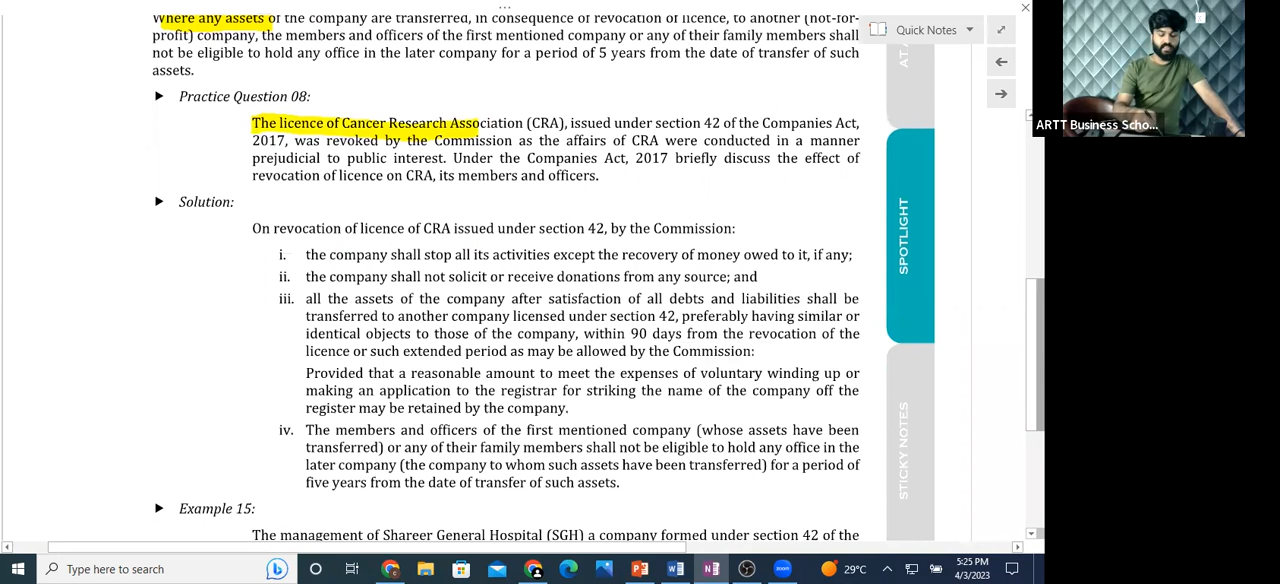 Where any assets of the company are transferred, in consequence of revocation of licence, to another (not-for-
profit) company, the members and officers of the first mentioned company or any of their family members shall
not be eligible to hold any office in the later company for a period of 5 years from the date of transfer of such
assets.
Quick Notes
AT A
Practice Question 08:
The licence of Cancer Research Association (CRA), issued under section 42 of the Companies Act,
2017, was revoked by the Commission as the affairs of CRA were conducted in a manner
prejudicial to public interest. Under the Companies Act, 2017 briefly discuss the effect of
revocation of licence on CRA, its members and officers.
ARTT Business Scho...
Solution:
SPOTLIGHT
On revocation of licence of CRA issued under section 42, by the Commission:
i. the company shall stop all its activities except the recovery of money owed to it, if any;
ii. the company shall not solicit or receive donations from any source; and
iii. all the assets of the company after satisfaction of all debts and liabilities shall be
transferred to another company licensed under section 42, preferably having similar or
identical objects to those of the company, within 90 days from the revocation of the
licence or such extended period as may be allowed by the Commission:
Provided that a reasonable amount to meet the expenses of voluntary winding up or
making an application to the registrar for striking the name of the company off the
register may be retained by the company.
iv. The members and officers of the first mentioned company (whose assets have been
transferred) or any of their family members shall not be eligible to hold any office in the
later company (the company to whom such assets have been transferred) for a period of
five years from the date of transfer of such assets.
STICKY NOTES
Example 15:
The management of Shareer General Hospital (SGH) a company formed under section 42 of the
Type here to search
29°C
5:25 PM
4/3/2023